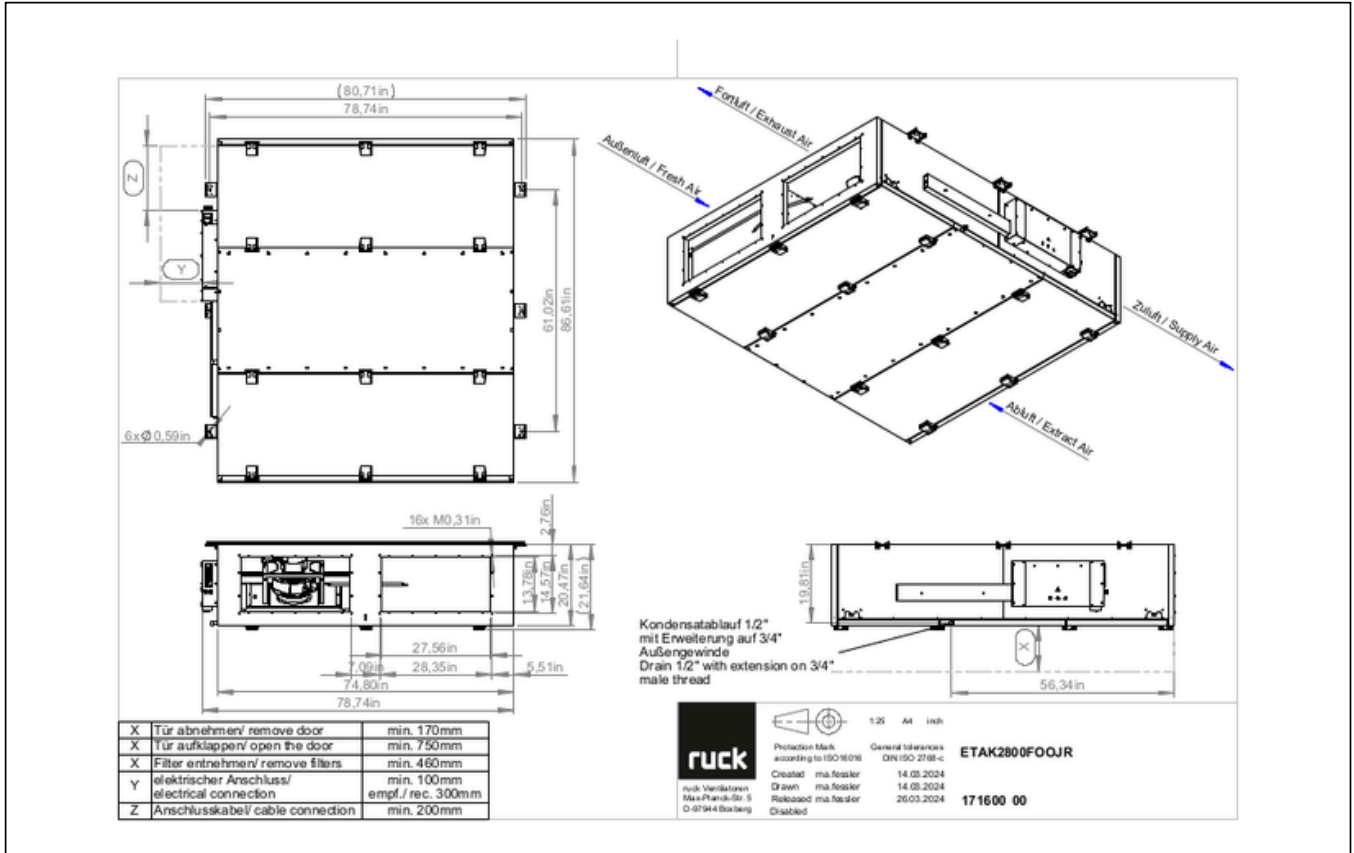 (80,71in)
78,74in
Z
Y
61,02in
86,61in
6xØ0,59in
Fortluft / Exhaust Air
Außenluft / Fresh Air
Zuluft / Supply Air
Abluft / Extract Air
16x M0,31in
2,76in
13,78in
14,57in
20,47in
(21,64in)
27,56in
7,09in
28,35in
5,51in
74,80in
78,74in
19,81in
Kondensatablauf 1/2"
mit Erweiterung auf 3/4"
Außengewinde
Drain 1/2" with extension on 3/4"
male thread
X
56,34in
X Tür abnehmen/ remove door min. 170mm
X Tür aufklappen/ open the door min. 750mm
X Filter entnehmen/ remove filters min. 460mm
Y elektrischer Anschluss/ min. 100mm
electrical connection empf./ rec. 300mm
Z Anschlusskabel/ cable connection min. 200mm
ruck
ruck Ventilatoren
Max-Planck-Str. 5
D-97944 Boxberg
1:25 A4 inch
Protection Mark General tolerances
according to ISO16016 DIN ISO 2768-c
ETAK2800FOOJR
Created ma.fessler 14.03.2024
Drawn ma.fessler 14.03.2024
Released ma.fessler 26.03.2024
Disabled
171600 00